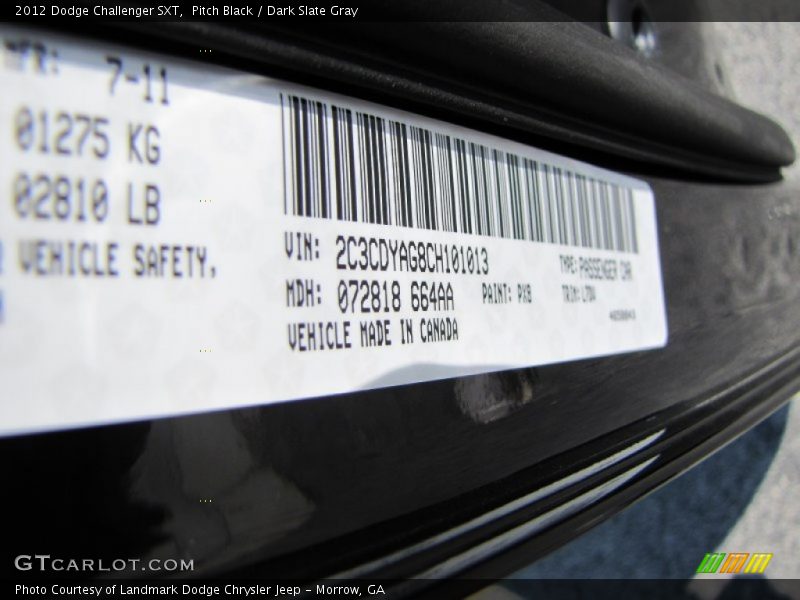 2012 Dodge Challenger SXT,  Pitch Black / Dark Slate Gray
FR: 7-11
01275 KG
02810 LB
VEHICLE SAFETY,
VIN: 2C3CDYAG8CH101013
TYPE: PASSENGER CAR
MDH: 072818 664AA
PAINT: PX8
TRIM:
VEHICLE MADE IN CANADA
GTCARLOT.COM
Photo Courtesy of Landmark Dodge Chrysler Jeep - Morrow, GA